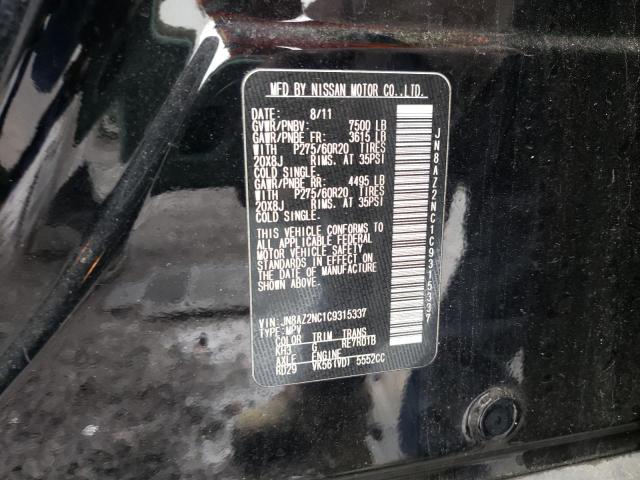 MFD BY NISSAN MOTOR CO.,LTD.
DATE: 8/11
GVWR/PNBV: 7500 LB
GAWR/PNBE FR: 3615 LB
WITH P275/60R20 TIRES
20X8J RIMS. AT 35PSI
COLD SINGLE.
GAWR/PNBE RR: 4495 LB
WITH P275/60R20 TIRES
20X8J RIMS. AT 35PSI
COLD SINGLE.
THIS VEHICLE CONFORMS TO
ALL APPLICABLE FEDERAL
MOTOR VEHICLE SAFETY
STANDARDS IN EFFECT ON
THE DATE OF MANUFACTURE
SHOWN ABOVE.
VIN: JN8AZ2NC1C9315337
TYPE: MPV
COLOR TRIM TRANS
KH3 G RE7R01B
AXLE ENGINE
RD29 VK56(VD) 5552CC
JN8AZ2NC1C9315337